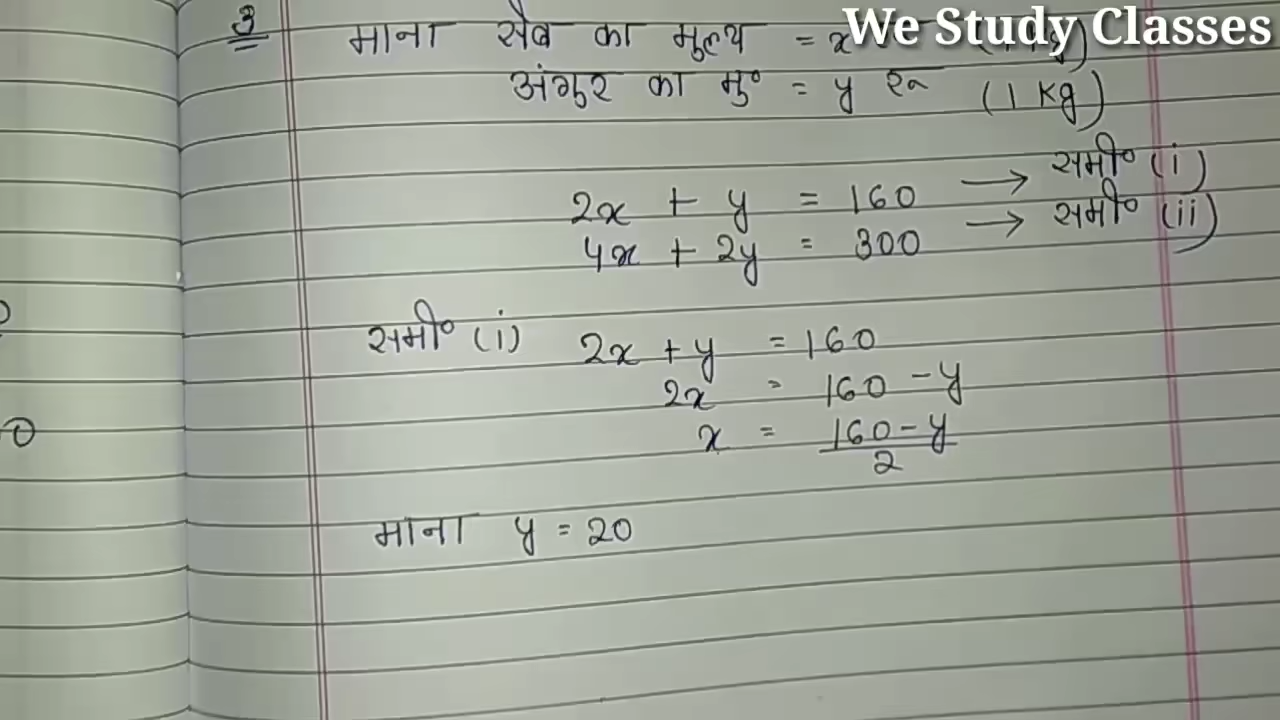 We Study Classes
3
माना सेब का मुल्य = x
अंगुर का मु० = y रू (1 Kg)
2x + y = 160 → समी० (i)
4x + 2y = 300 → समी० (ii)
समी० (i) 2x + y = 160
2x = 160 - y
x = 160 - y
2
माना y = 20